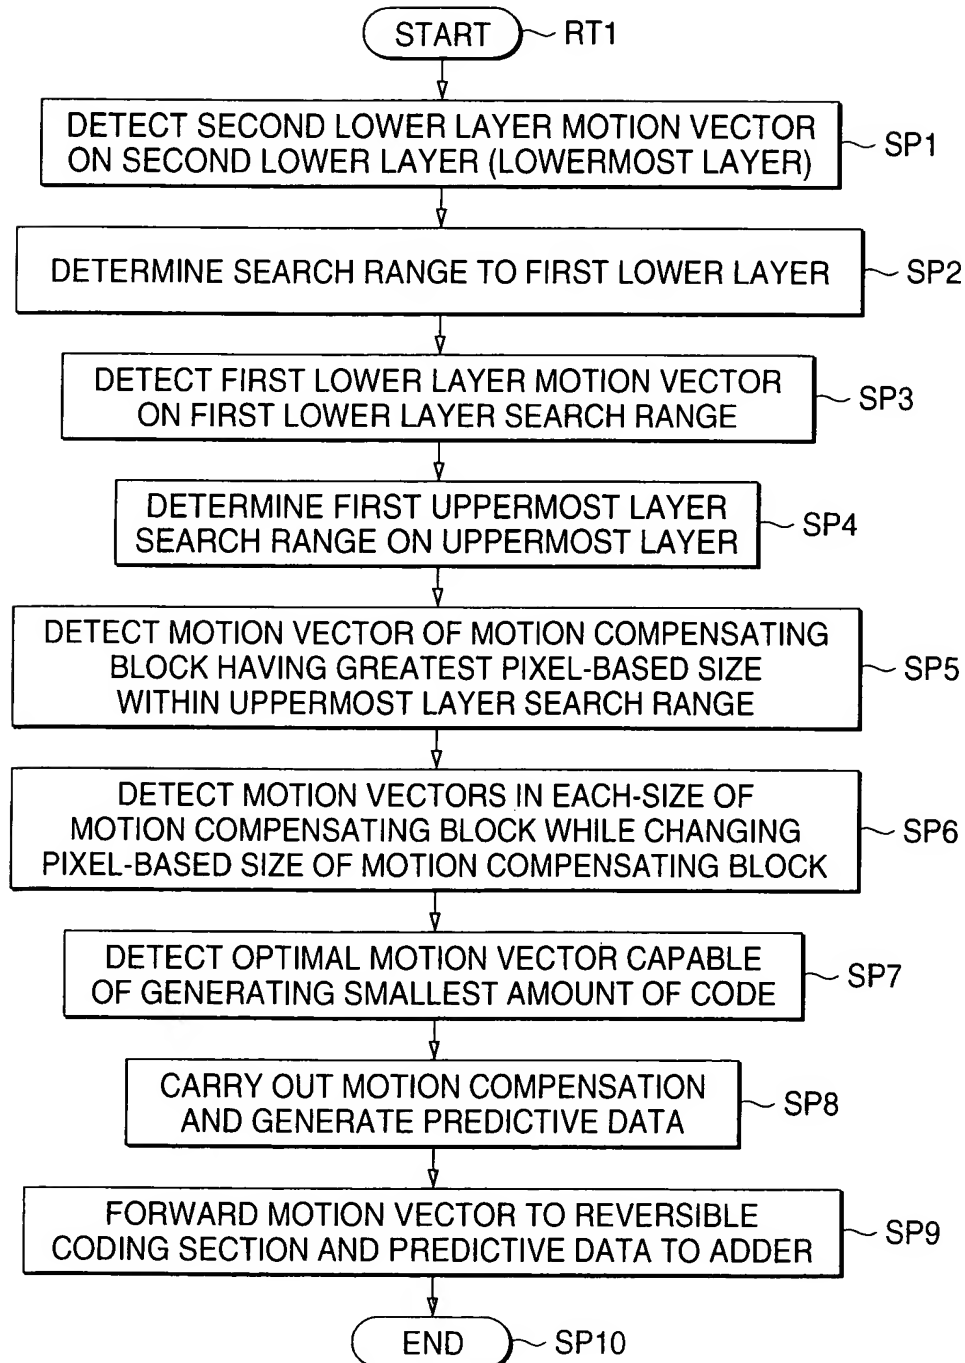 START
RT1
DETECT SECOND LOWER LAYER MOTION VECTOR
ON SECOND LOWER LAYER (LOWERMOST LAYER)
SP1
DETERMINE SEARCH RANGE TO FIRST LOWER LAYER
SP2
DETECT FIRST LOWER LAYER MOTION VECTOR
ON FIRST LOWER LAYER SEARCH RANGE
SP3
DETERMINE FIRST UPPERMOST LAYER
SEARCH RANGE ON UPPERMOST LAYER
SP4
DETECT MOTION VECTOR OF MOTION COMPENSATING
BLOCK HAVING GREATEST PIXEL-BASED SIZE
WITHIN UPPERMOST LAYER SEARCH RANGE
SP5
DETECT MOTION VECTORS IN EACH-SIZE OF
MOTION COMPENSATING BLOCK WHILE CHANGING
PIXEL-BASED SIZE OF MOTION COMPENSATING BLOCK
SP6
DETECT OPTIMAL MOTION VECTOR CAPABLE
OF GENERATING SMALLEST AMOUNT OF CODE
SP7
CARRY OUT MOTION COMPENSATION
AND GENERATE PREDICTIVE DATA
SP8
FORWARD MOTION VECTOR TO REVERSIBLE
CODING SECTION AND PREDICTIVE DATA TO ADDER
SP9
END
SP10